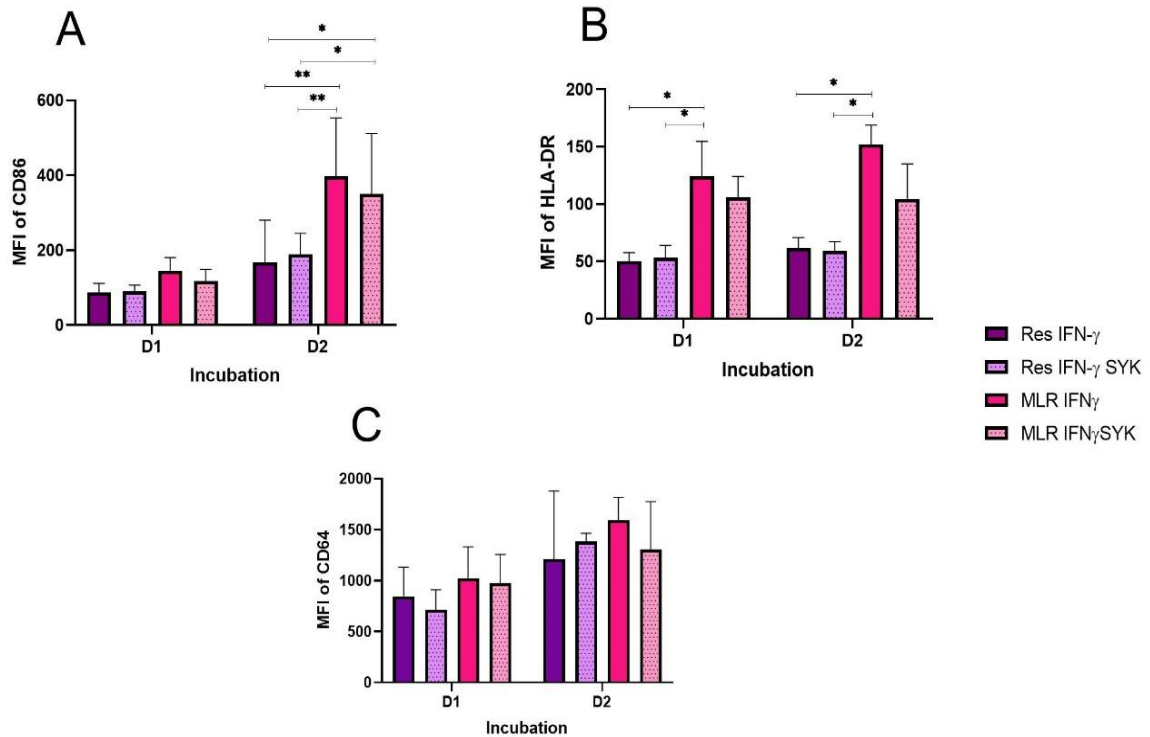 A
*
*
**
**
600
400
200
0
MFI of CD86
D1
D2
Incubation
B
*
*
*
*
200
150
100
50
0
MFI of HLA-DR
D1
D2
Incubation
Res IFN-γ
Res IFN-γ SYK
MLR IFNγ
MLR IFNγSYK
C
2000
1500
1000
500
0
MFI of CD64
D1
D2
Incubation